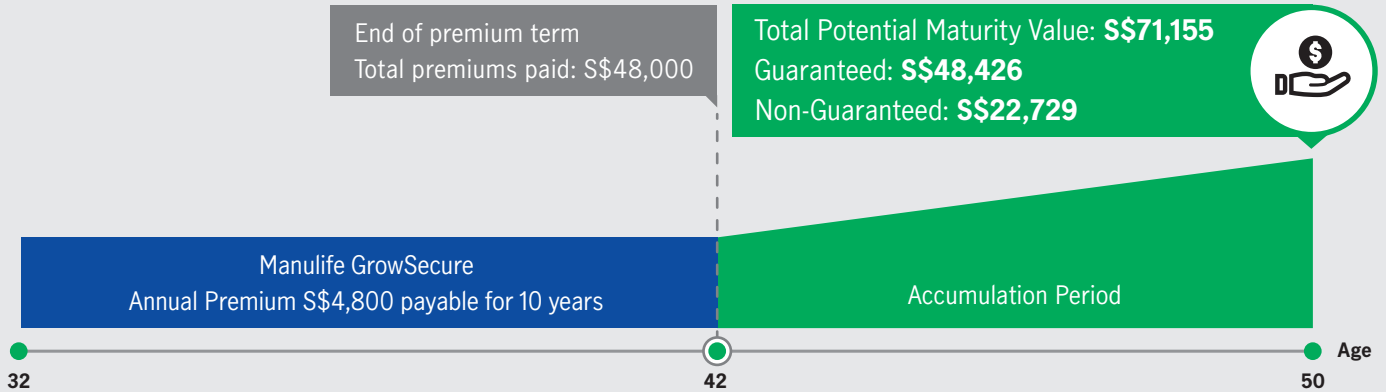 End of premium term
Total premiums paid: S$48,000
Total Potential Maturity Value: S$71,155
Guaranteed: S$48,426
Non-Guaranteed: S$22,729
$
Manulife GrowSecure
Annual Premium S$4,800 payable for 10 years
Accumulation Period
Age
32
42
50